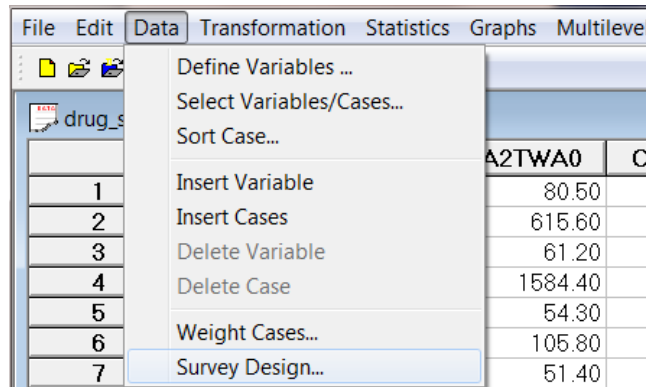 File Edit Data Transformation Statistics Graphs Multileve
Define Variables ...
Select Variables/Cases...
Sort Case...
Insert Variable
Insert Cases
Delete Variable
Delete Case
Weight Cases...
Survey Design...
DATA drug_s
A2TWA0 C
1 80.50
2 615.60
3 61.20
4 1584.40
5 54.30
6 105.80
7 51.40